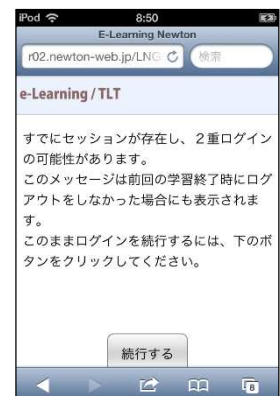 iPod 8:50
E-Learning Newton
r02.newton-web.jp/LNG 検索
e-Learning / TLT
すでにセッションが存在し、２重ログイン
の可能性があります。
このメッセージは前回の学習終了時にログ
アウトをしなかった場合にも表示されま
す。
このままログインを続行するには、下のボ
タンをクリックしてください。
続行する
6